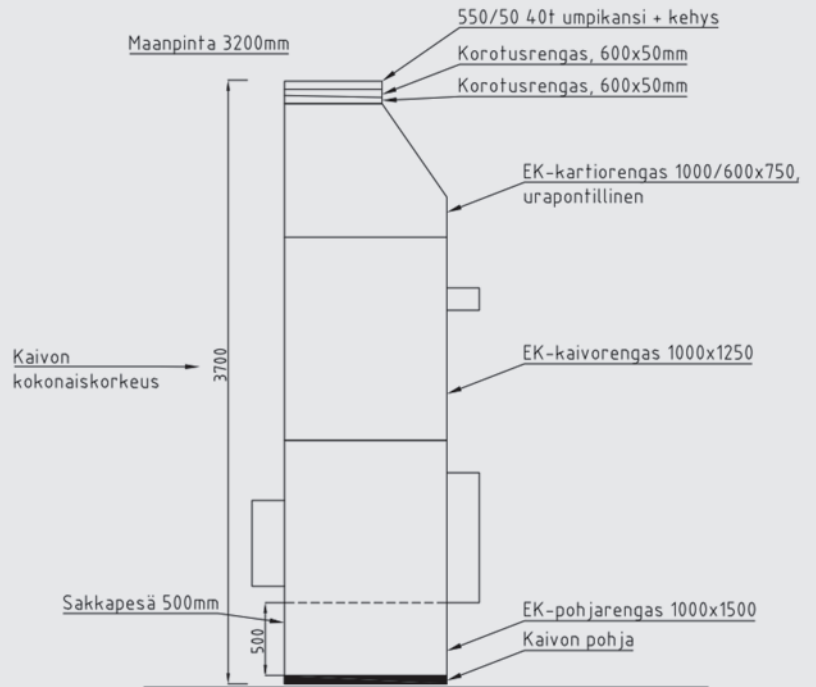 550/50 40t umpikansi + kehys
Maanpinta 3200mm
Korotusrengas, 600x50mm
Korotusrengas, 600x50mm
EK-kartiorengas 1000/600x750,
urapontillinen
Kaivon
kokonaiskorkeus
3700
EK-kaivorengas 1000x1250
Sakkapesä 500mm
500
EK-pohjarengas 1000x1500
Kaivon pohja